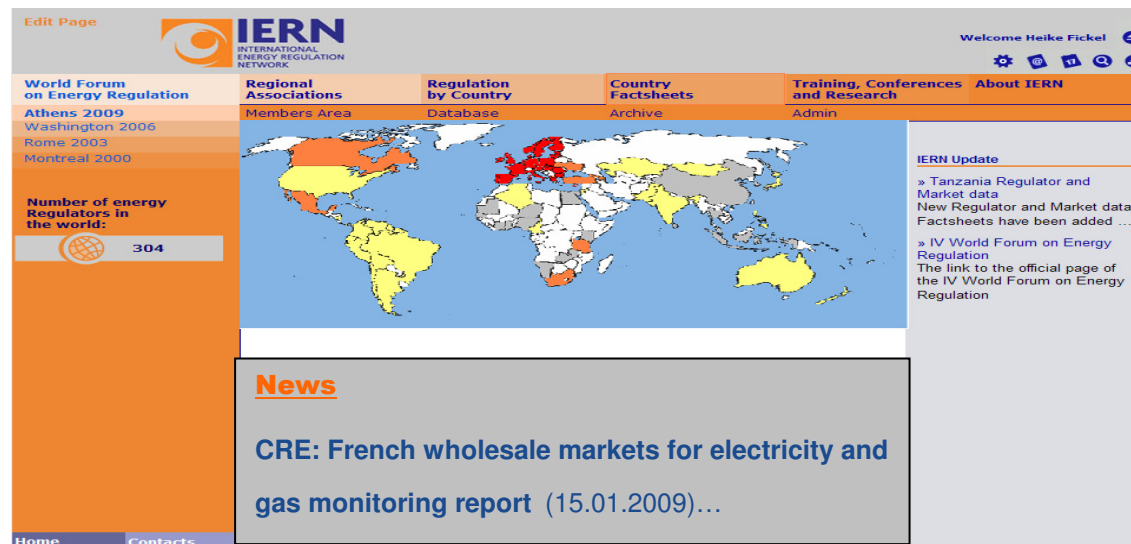 Edit Page
IERN
INTERNATIONAL
ENERGY REGULATION
NETWORK
Welcome Heike Fickel
World Forum
on Energy Regulation
Regional
Associations
Regulation
by Country
Country
Factsheets
Training, Conferences
and Research
About IERN
Athens 2009
Members Area
Database
Archive
Admin
Washington 2006
Rome 2003
Montreal 2000
Number of energy
Regulators in
the world:
304
IERN Update
» Tanzania Regulator and
Market data
New Regulator and Market data
Factsheets have been added ...
» IV World Forum on Energy
Regulation
The link to the official page of
the IV World Forum on Energy
Regulation
News
CRE: French wholesale markets for electricity and
gas monitoring report (15.01.2009)…
Home
Contacts